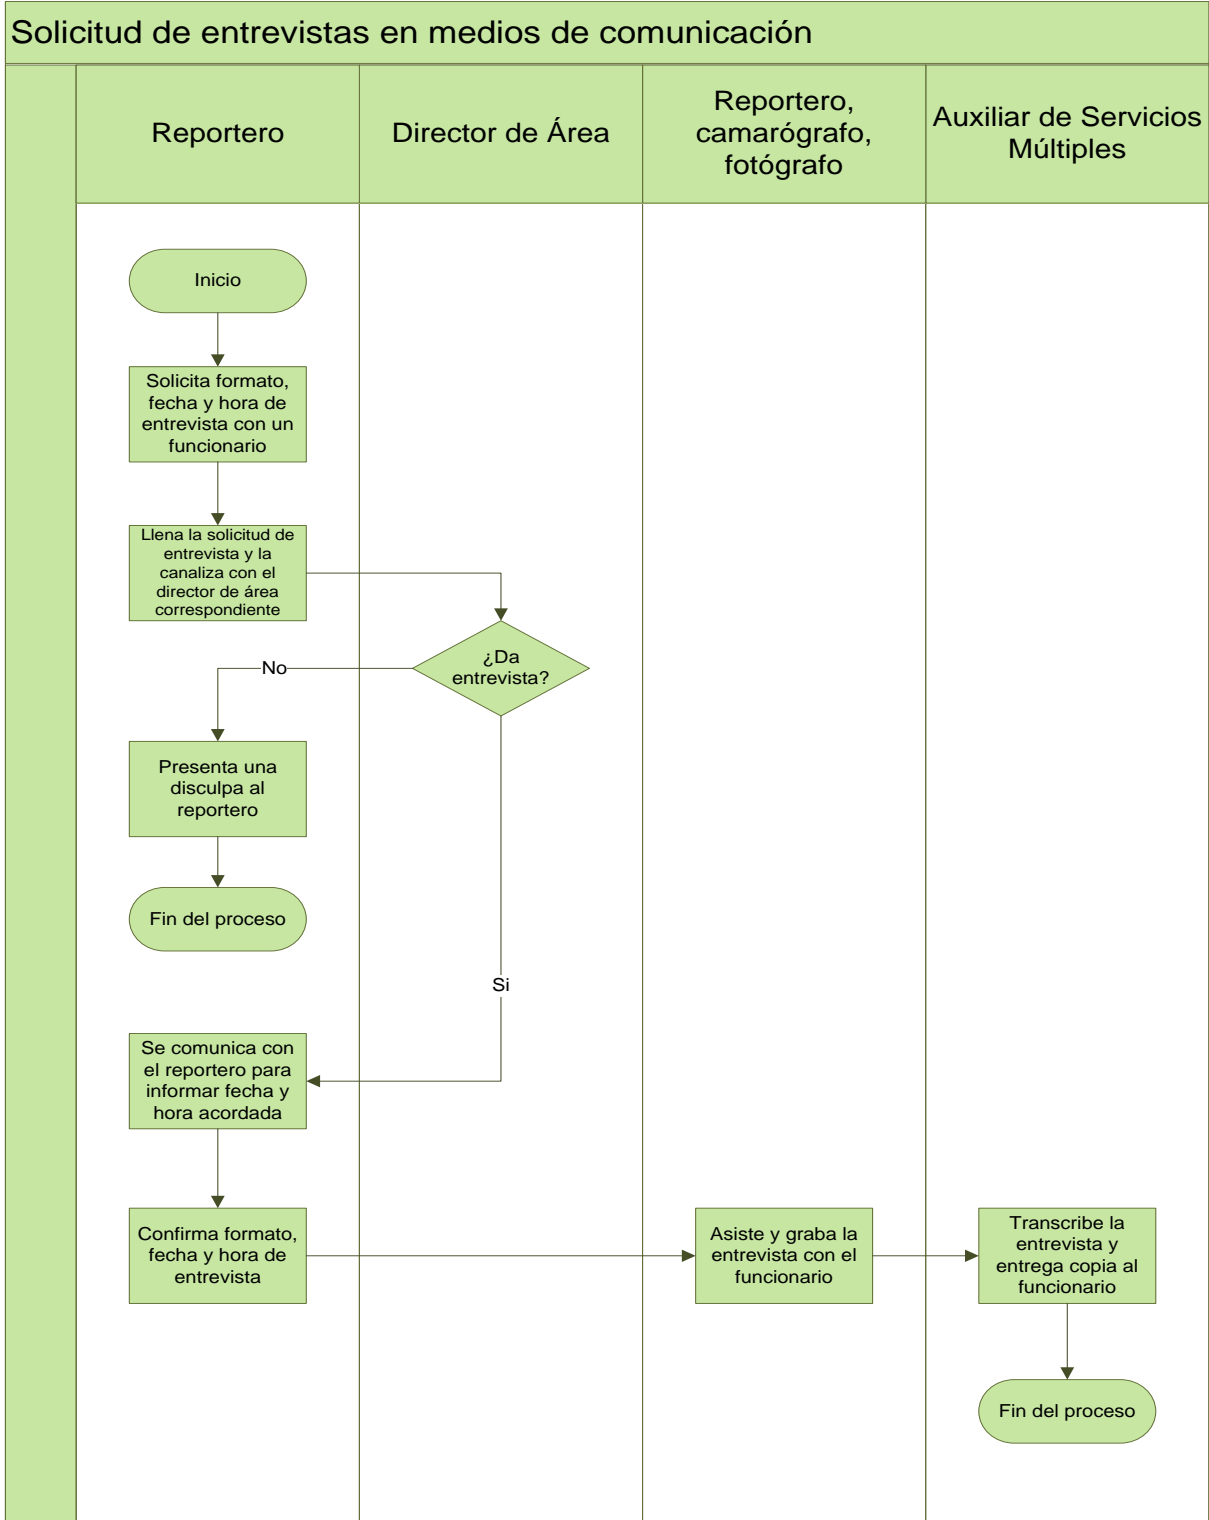 Solicitud de entrevistas en medios de comunicación
Reportero
Director de Área
Reportero,
camarógrafo,
fotógrafo
Auxiliar de Servicios
Múltiples
Inicio
Solicita formato,
fecha y hora de
entrevista con un
funcionario
Llena la solicitud de
entrevista y la
canaliza con el
director de área
correspondiente
¿Da
entrevista?
No
Presenta una
disculpa al
reportero
Fin del proceso
Si
Se comunica con
el reportero para
informar fecha y
hora acordada
Confirma formato,
fecha y hora de
entrevista
Asiste y graba la
entrevista con el
funcionario
Transcribe la
entrevista y
entrega copia al
funcionario
Fin del proceso